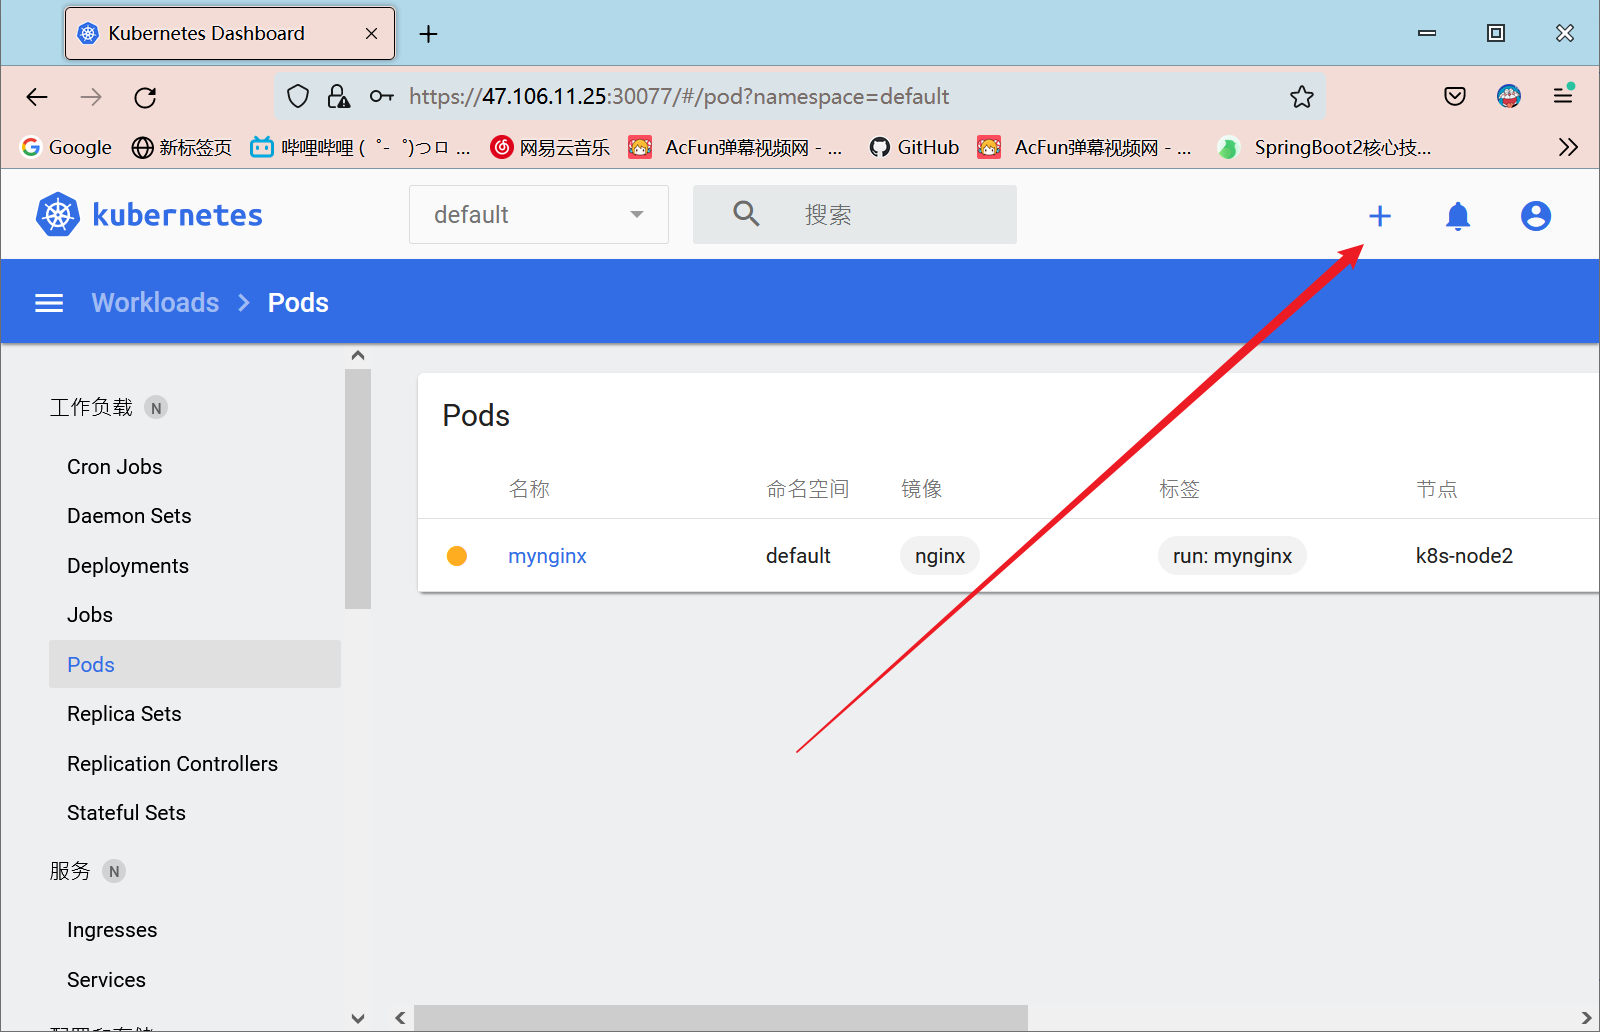 Kubernetes Dashboard
https://47.106.11.25:30077/#/pod?namespace=default
Google 新标签页 哔哩哔哩 ( ゜- ゜)つロ ... 网易云音乐 AcFun弹幕视频网 - ... GitHub AcFun弹幕视频网 - ... SpringBoot2核心技...
kubernetes default 搜索
Workloads > Pods
工作负载 N
Cron Jobs
Daemon Sets
Deployments
Jobs
Pods
Replica Sets
Replication Controllers
Stateful Sets
服务 N
Ingresses
Services
配置和存储
Pods
名称 命名空间 镜像 标签 节点
mynginx default nginx run: mynginx k8s-node2